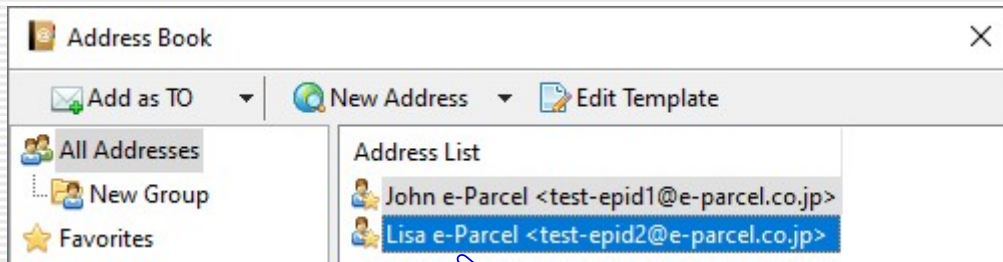 Address Book
Add as TO New Address Edit Template
All Addresses
New Group
Favorites
Address List
John e-Parcel <test-epid1@e-parcel.co.jp>
Lisa e-Parcel <test-epid2@e-parcel.co.jp>